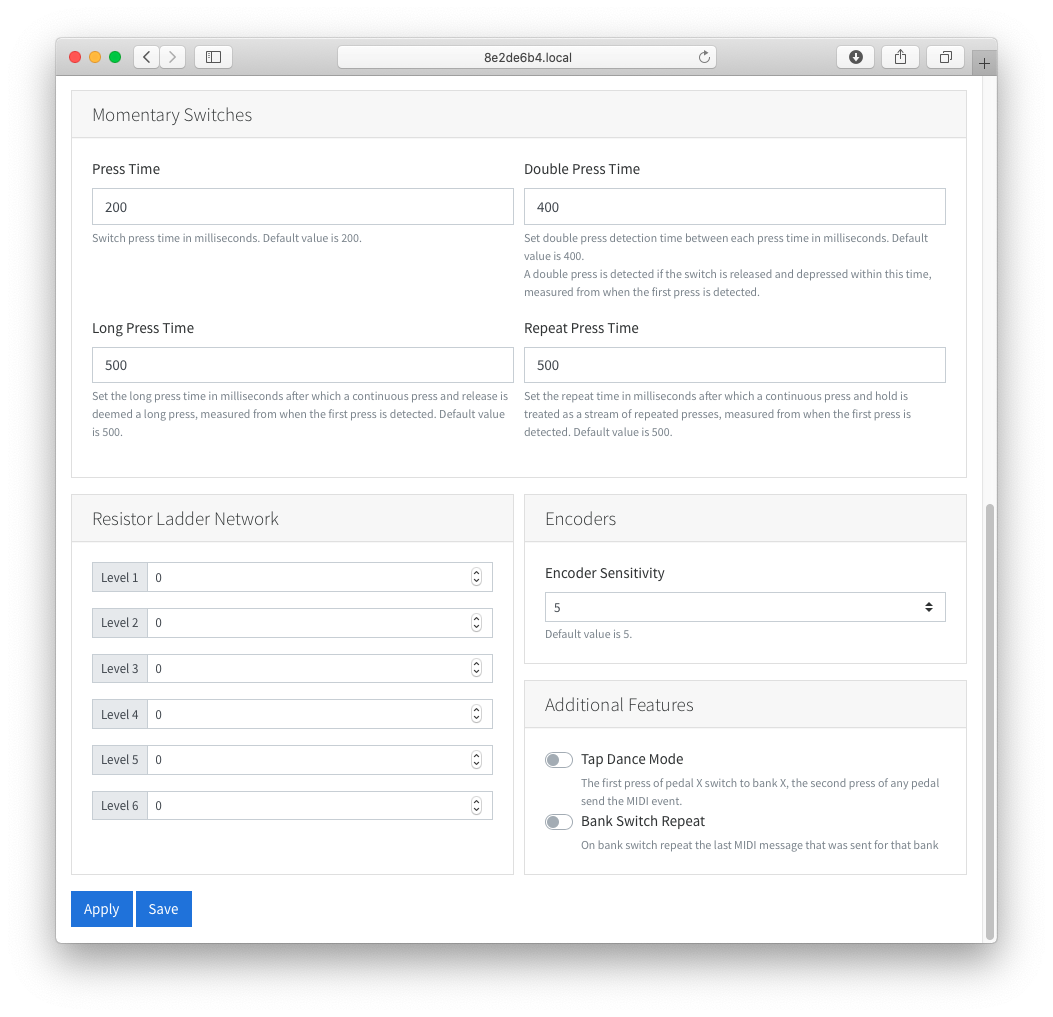 8e2de6b4.local
Momentary Switches
Press Time
200
Switch press time in milliseconds. Default value is 200.
Double Press Time
400
Set double press detection time between each press time in milliseconds. Default
value is 400.
A double press is detected if the switch is released and depressed within this time,
measured from when the first press is detected.
Long Press Time
500
Set the long press time in milliseconds after which a continuous press and release is
deemed a long press, measured from when the first press is detected. Default value
is 500.
Repeat Press Time
500
Set the repeat time in milliseconds after which a continuous press and hold is
treated as a stream of repeated presses, measured from when the first press is
detected. Default value is 500.
Resistor Ladder Network
Level 1 0
Level 2 0
Level 3 0
Level 4 0
Level 5 0
Level 6 0
Encoders
Encoder Sensitivity
5
Default value is 5.
Additional Features
Tap Dance Mode
The first press of pedal X switch to bank X, the second press of any pedal
send the MIDI event.
Bank Switch Repeat
On bank switch repeat the last MIDI message that was sent for that bank
Apply Save